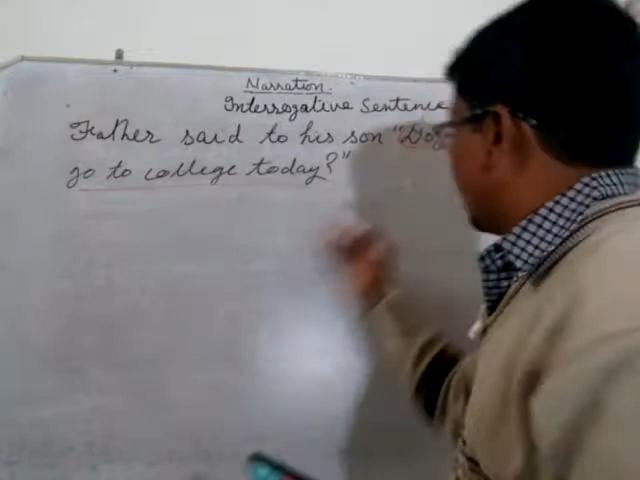 Narration.
Interrogative Sentence
Father said to his son "Do
go to college today?"